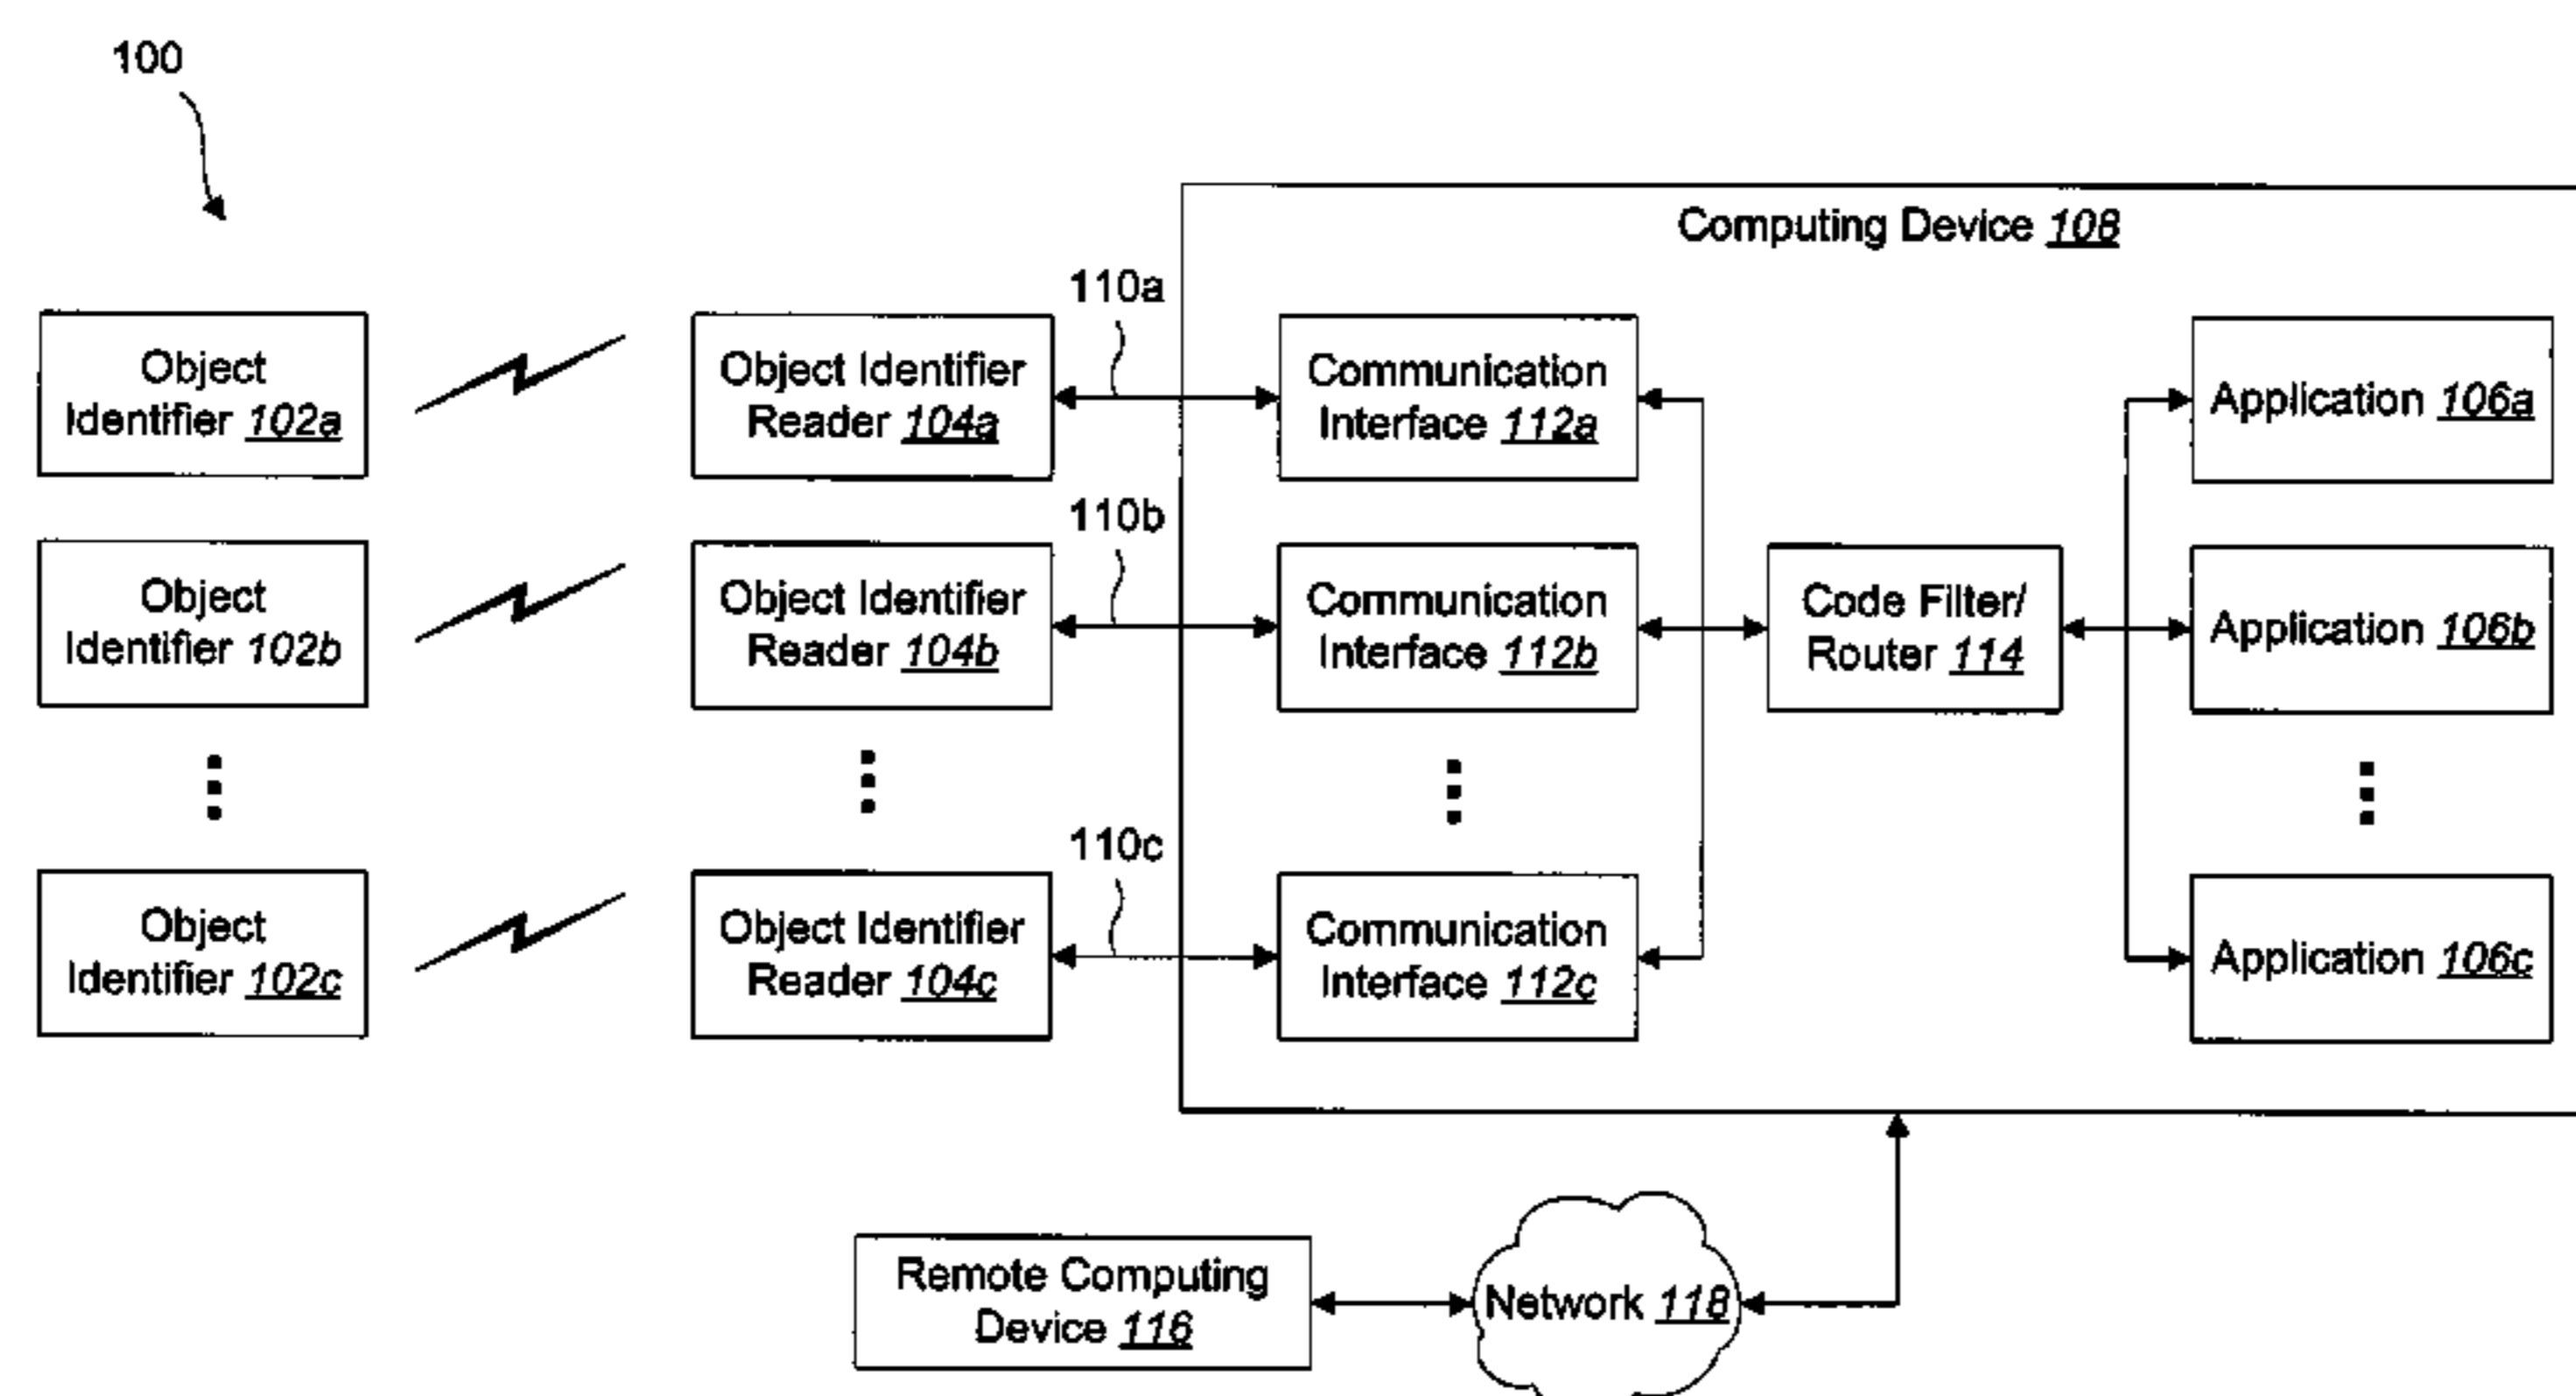 100
Computing Device 108
110a
Object
Identifier 102a
Object Identifier
Reader 104a
Communication
Interface 112a
Application 106a
110b
Object
Identifier 102b
Object Identifier
Reader 104b
Communication
Interface 112b
Code Filter/
Router 114
Application 106b
110c
Object
Identifier 102c
Object Identifier
Reader 104c
Communication
Interface 112c
Application 106c
Remote Computing
Device 116
Network 118